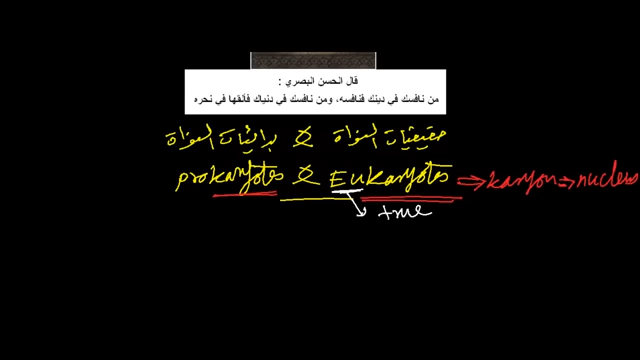 قال الحسن البصري :
من نافسك في دينك فنافسه، ومن نافسك في دنياك فألقها في نحره
حقيقيات النواة & بدائيات النواة
prokaryotes & Eukaryotes ⇒ karyon ⇒ nucleus
true